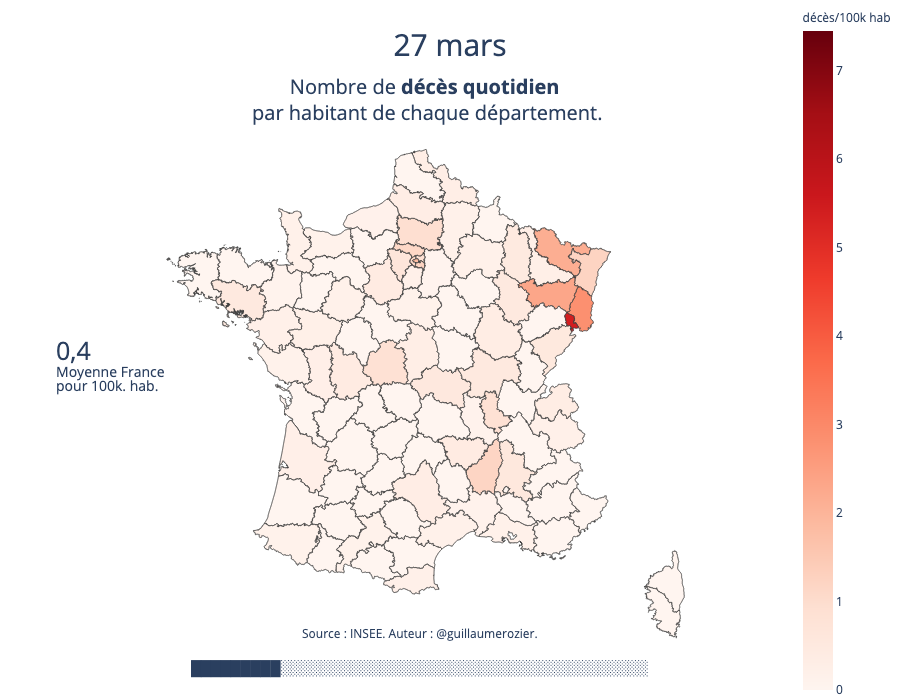 décès/100k hab
27 mars
Nombre de décès quotidien
par habitant de chaque département.
7
6
5
4
3
2
1
0
0,4
Moyenne France
pour 100k. hab.
Source : INSEE. Auteur : @guillaumerozier.